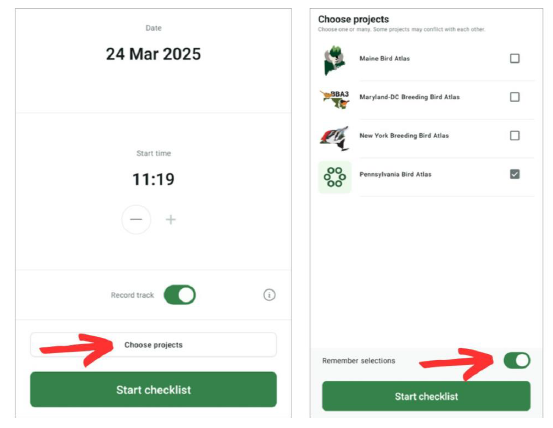 Date
24 Mar 2025
Start time
11:19
Record track
Choose projects
Start checklist
Choose projects
Choose one or many. Some projects may conflict with each other.
Maine Bird Atlas
BBA3
Maryland-DC Breeding Bird Atlas
New York Breeding Bird Atlas
Pennsylvania Bird Atlas
Remember selections
Start checklist